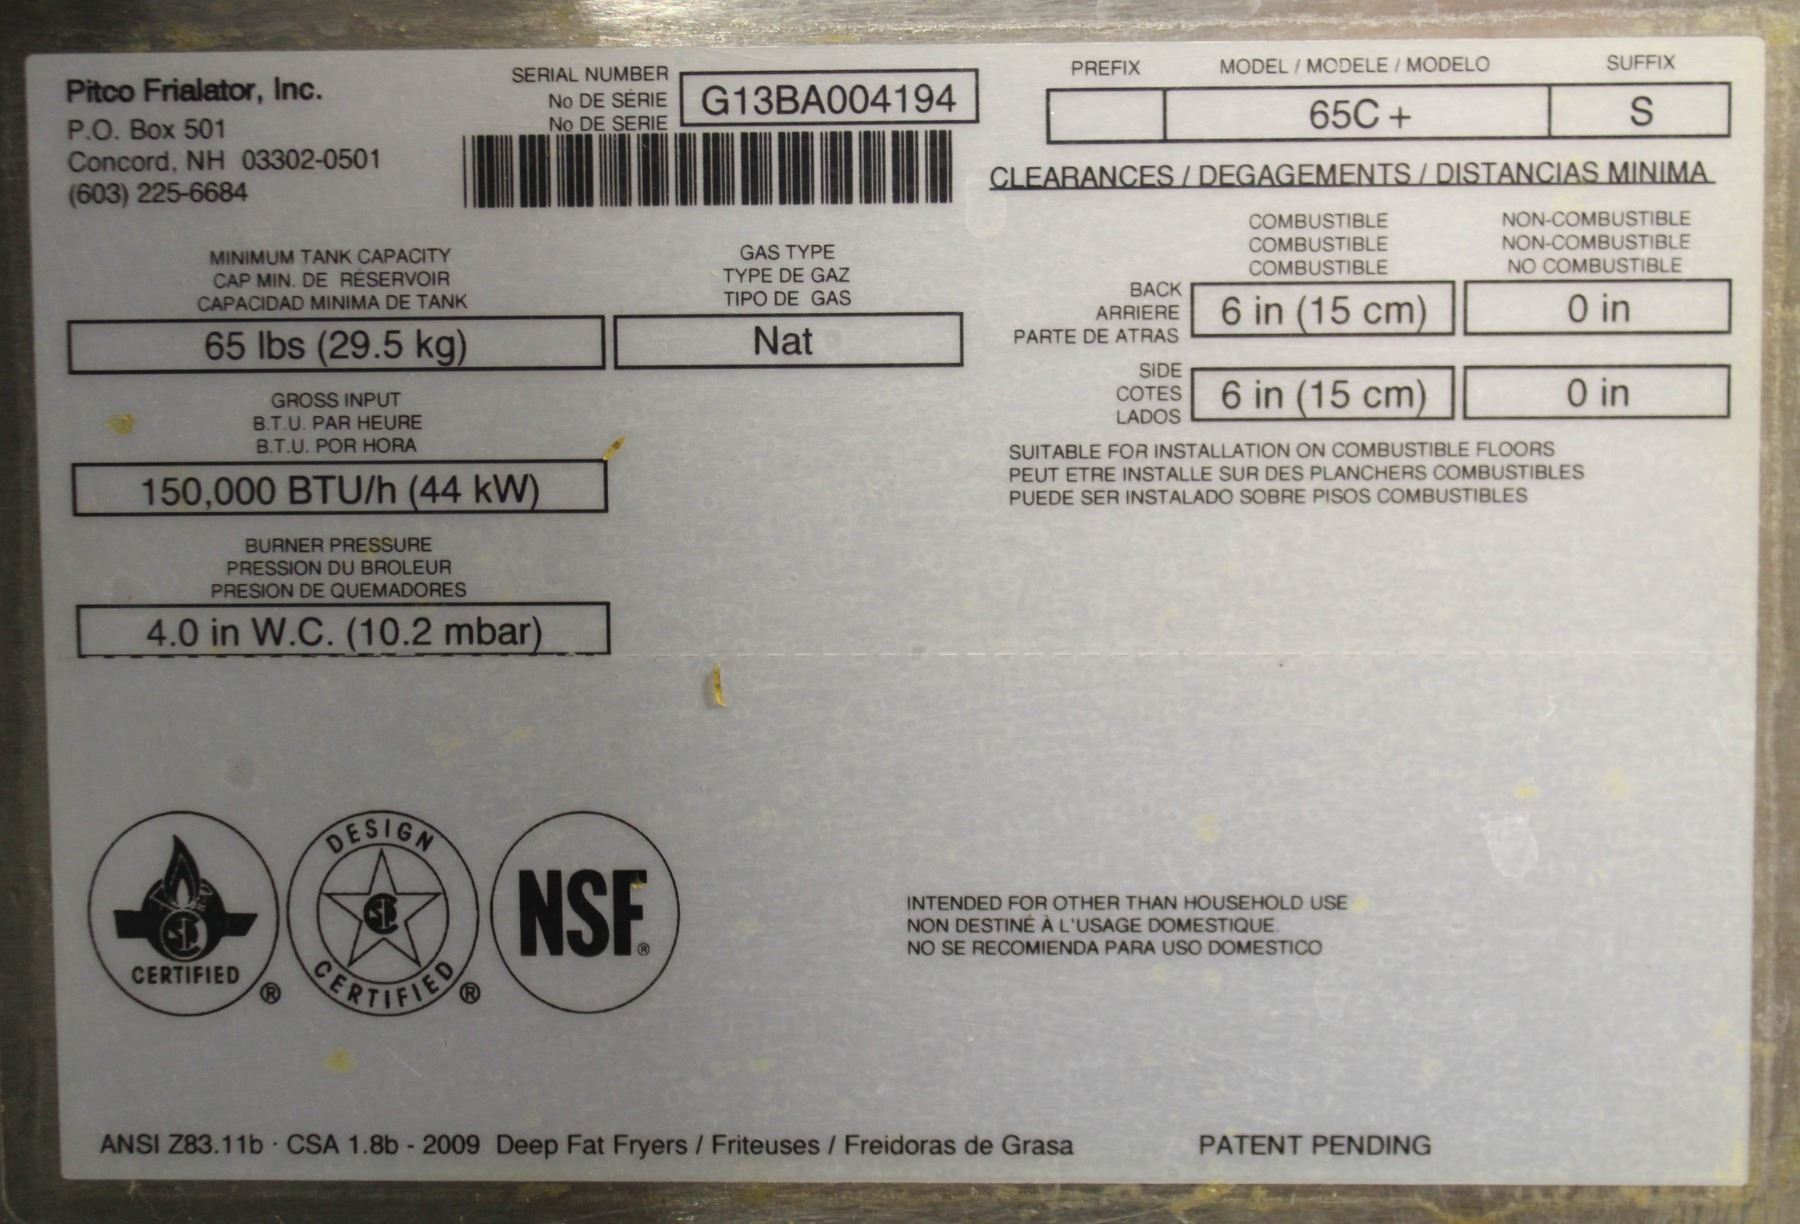 Pitco Frialator, Inc.
P.O. Box 501
Concord, NH 03302-0501
(603) 225-6684
SERIAL NUMBER
No DE SÉRIE
No DE SERIE
G13BA004194
PREFIX
MODEL / MODELE / MODELO
SUFFIX
65C +
S
CLEARANCES / DEGAGEMENTS / DISTANCIAS MINIMA
COMBUSTIBLE
COMBUSTIBLE
COMBUSTIBLE
NON-COMBUSTIBLE
NON-COMBUSTIBLE
NO COMBUSTIBLE
BACK
ARRIERE
PARTE DE ATRAS
6 in (15 cm)
0 in
SIDE
COTES
LADOS
6 in (15 cm)
0 in
SUITABLE FOR INSTALLATION ON COMBUSTIBLE FLOORS
PEUT ETRE INSTALLE SUR DES PLANCHERS COMBUSTIBLES
PUEDE SER INSTALADO SOBRE PISOS COMBUSTIBLES
MINIMUM TANK CAPACITY
CAP MIN. DE RÉSERVOIR
CAPACIDAD MINIMA DE TANK
65 lbs (29.5 kg)
GAS TYPE
TYPE DE GAZ
TIPO DE GAS
Nat
GROSS INPUT
B.T.U. PAR HEURE
B.T.U. POR HORA
150,000 BTU/h (44 kW)
BURNER PRESSURE
PRESSION DU BROLEUR
PRESION DE QUEMADORES
4.0 in W.C. (10.2 mbar)
CERTIFIED ®
DESIGN
CERTIFIED ®
NSF®
INTENDED FOR OTHER THAN HOUSEHOLD USE
NON DESTINÉ À L'USAGE DOMESTIQUE.
NO SE RECOMIENDA PARA USO DOMESTICO
ANSI Z83.11b · CSA 1.8b - 2009 Deep Fat Fryers / Friteuses / Freidoras de Grasa
PATENT PENDING